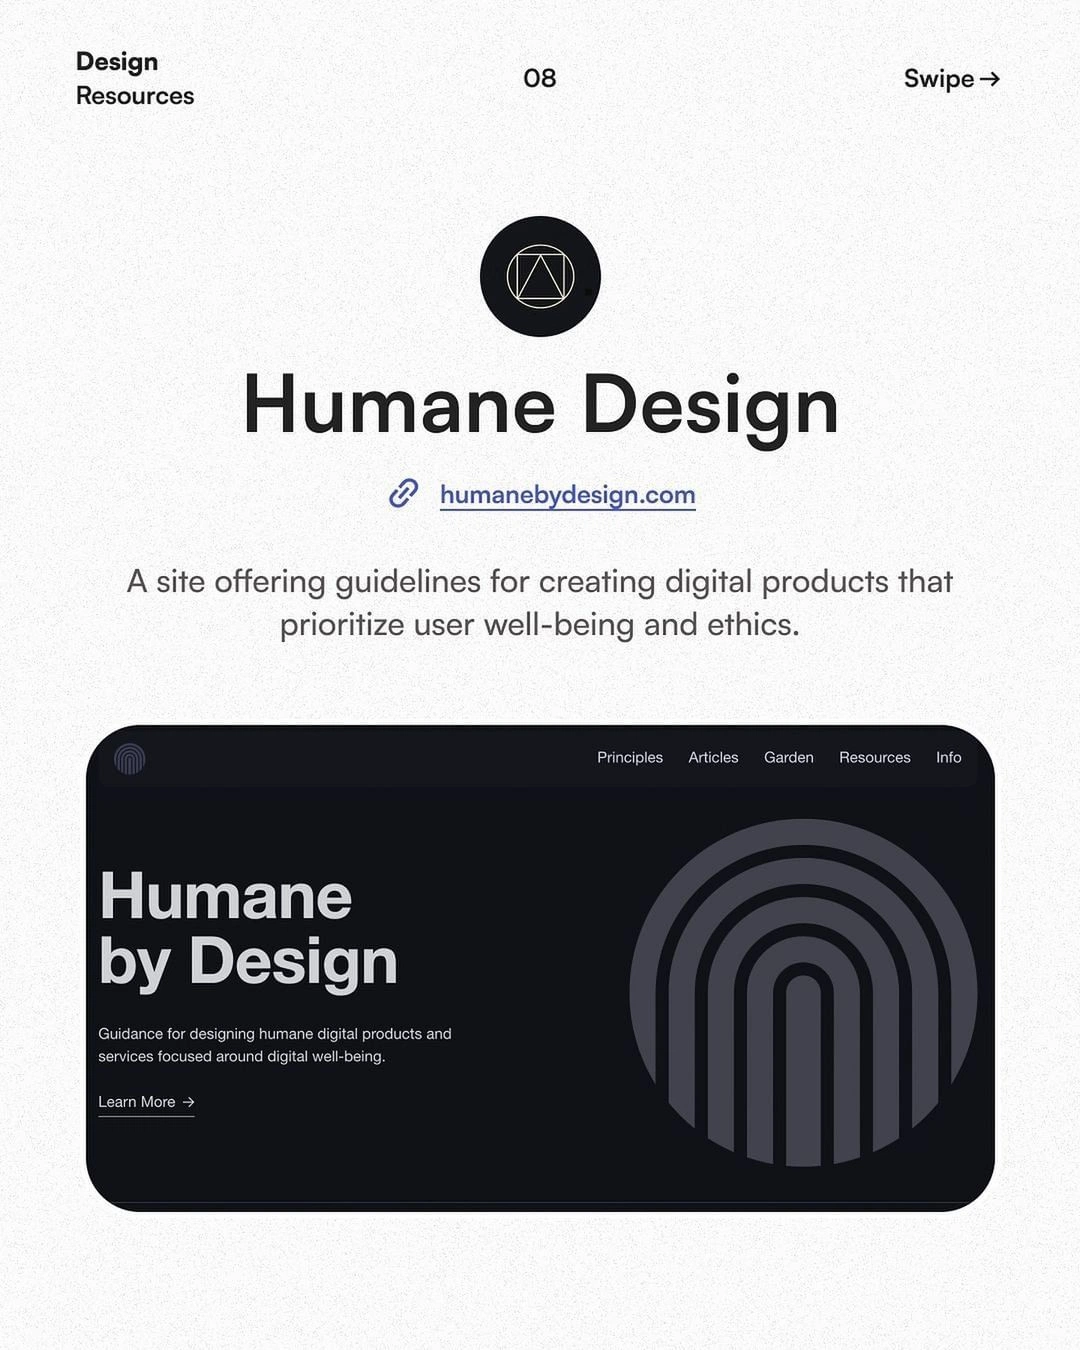 Design
Resources
08
Swipe →
Humane Design
humanebydesign.com
A site offering guidelines for creating digital products that
prioritize user well-being and ethics.
Principles Articles Garden Resources Info
Humane
by Design
Guidance for designing humane digital products and
services focused around digital well-being.
Learn More →